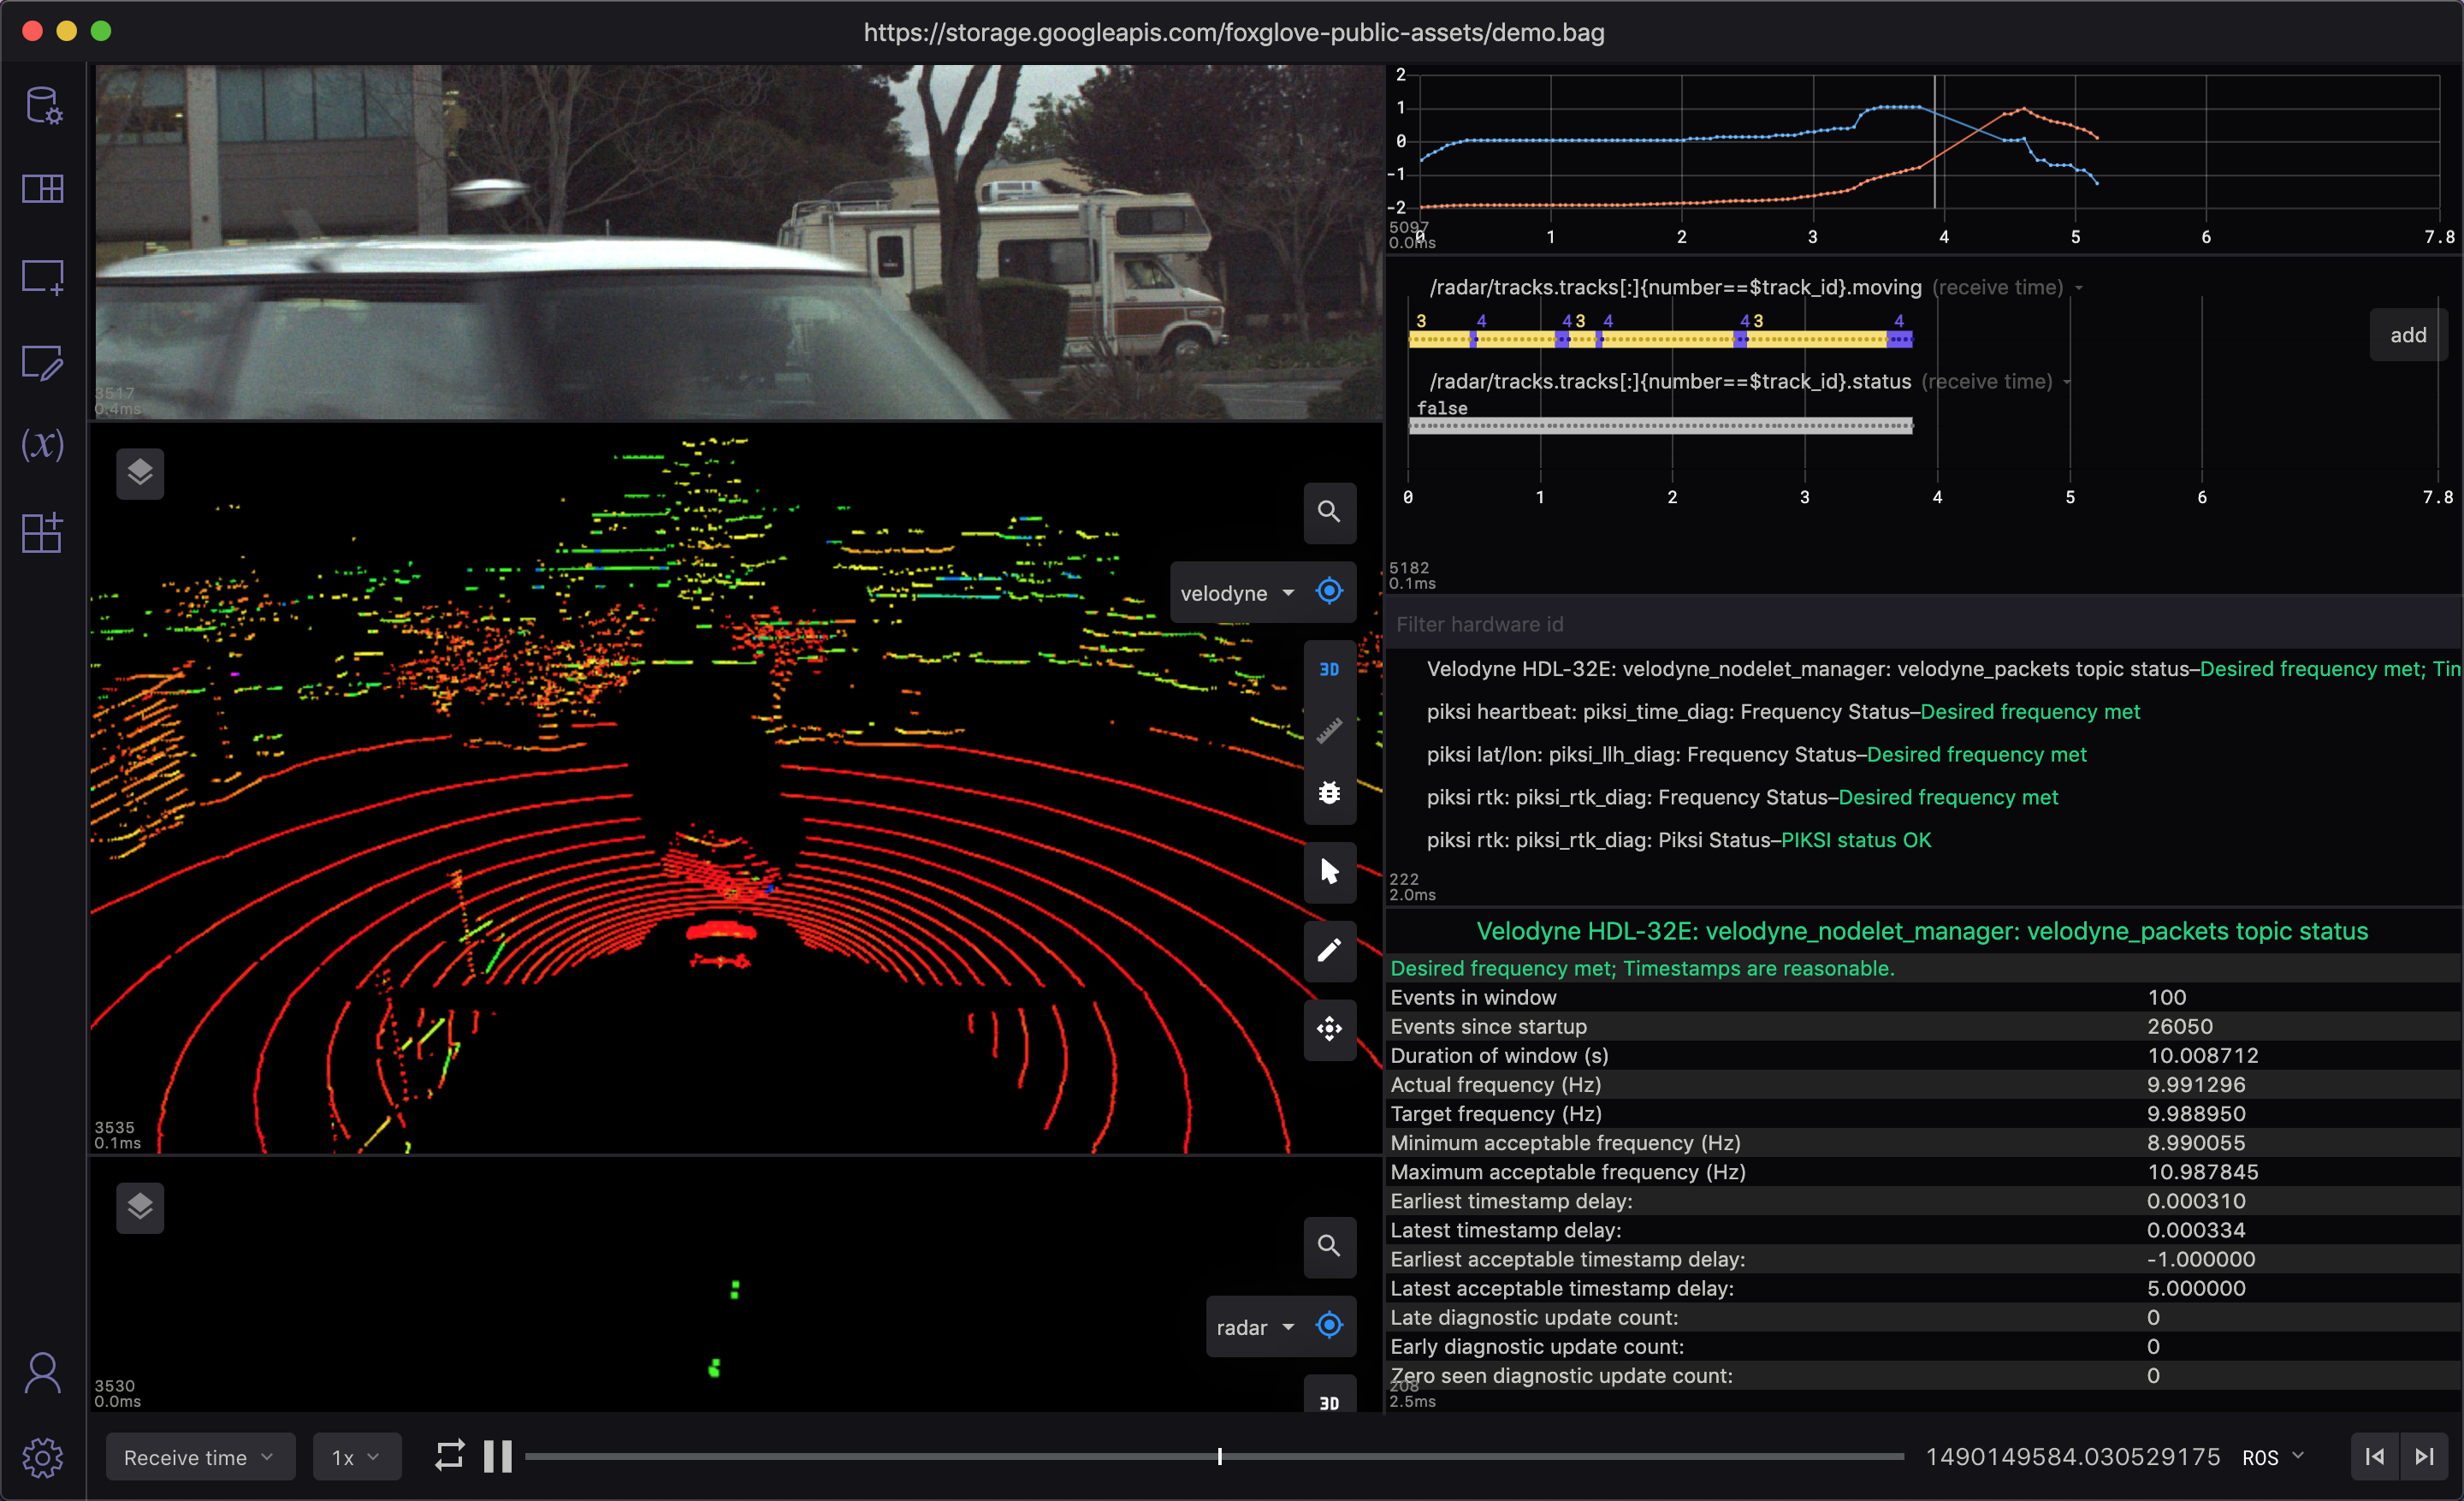 https://storage.googleapis.com/foxglove-public-assets/demo.bag
(x)
3517
0.4ms
velodyne
3D
3535
0.1ms
radar
3D
3530
0.0ms
2
1
0
-1
-2
5097
0.0ms
0 1 2 3 4 5 6 7.8
/radar/tracks.tracks[:]{number==$track_id}.moving (receive time)
3 4 4 3 4 4 3 4
add
/radar/tracks.tracks[:]{number==$track_id}.status (receive time)
false
0 1 2 3 4 5 6 7.8
5182
0.1ms
Filter hardware id
Velodyne HDL-32E: velodyne_nodelet_manager: velodyne_packets topic status–Desired frequency met; Tin
piksi heartbeat: piksi_time_diag: Frequency Status–Desired frequency met
piksi lat/lon: piksi_llh_diag: Frequency Status–Desired frequency met
piksi rtk: piksi_rtk_diag: Frequency Status–Desired frequency met
piksi rtk: piksi_rtk_diag: Piksi Status–PIKSI status OK
222
2.0ms
Velodyne HDL-32E: velodyne_nodelet_manager: velodyne_packets topic status
Desired frequency met; Timestamps are reasonable.
Events in window 100
Events since startup 26050
Duration of window (s) 10.008712
Actual frequency (Hz) 9.991296
Target frequency (Hz) 9.988950
Minimum acceptable frequency (Hz) 8.990055
Maximum acceptable frequency (Hz) 10.987845
Earliest timestamp delay: 0.000310
Latest timestamp delay: 0.000334
Earliest acceptable timestamp delay: -1.000000
Latest acceptable timestamp delay: 5.000000
Late diagnostic update count: 0
Early diagnostic update count: 0
Zero seen diagnostic update count: 0
208
2.5ms
Receive time 1x 1490149584.030529175 ROS